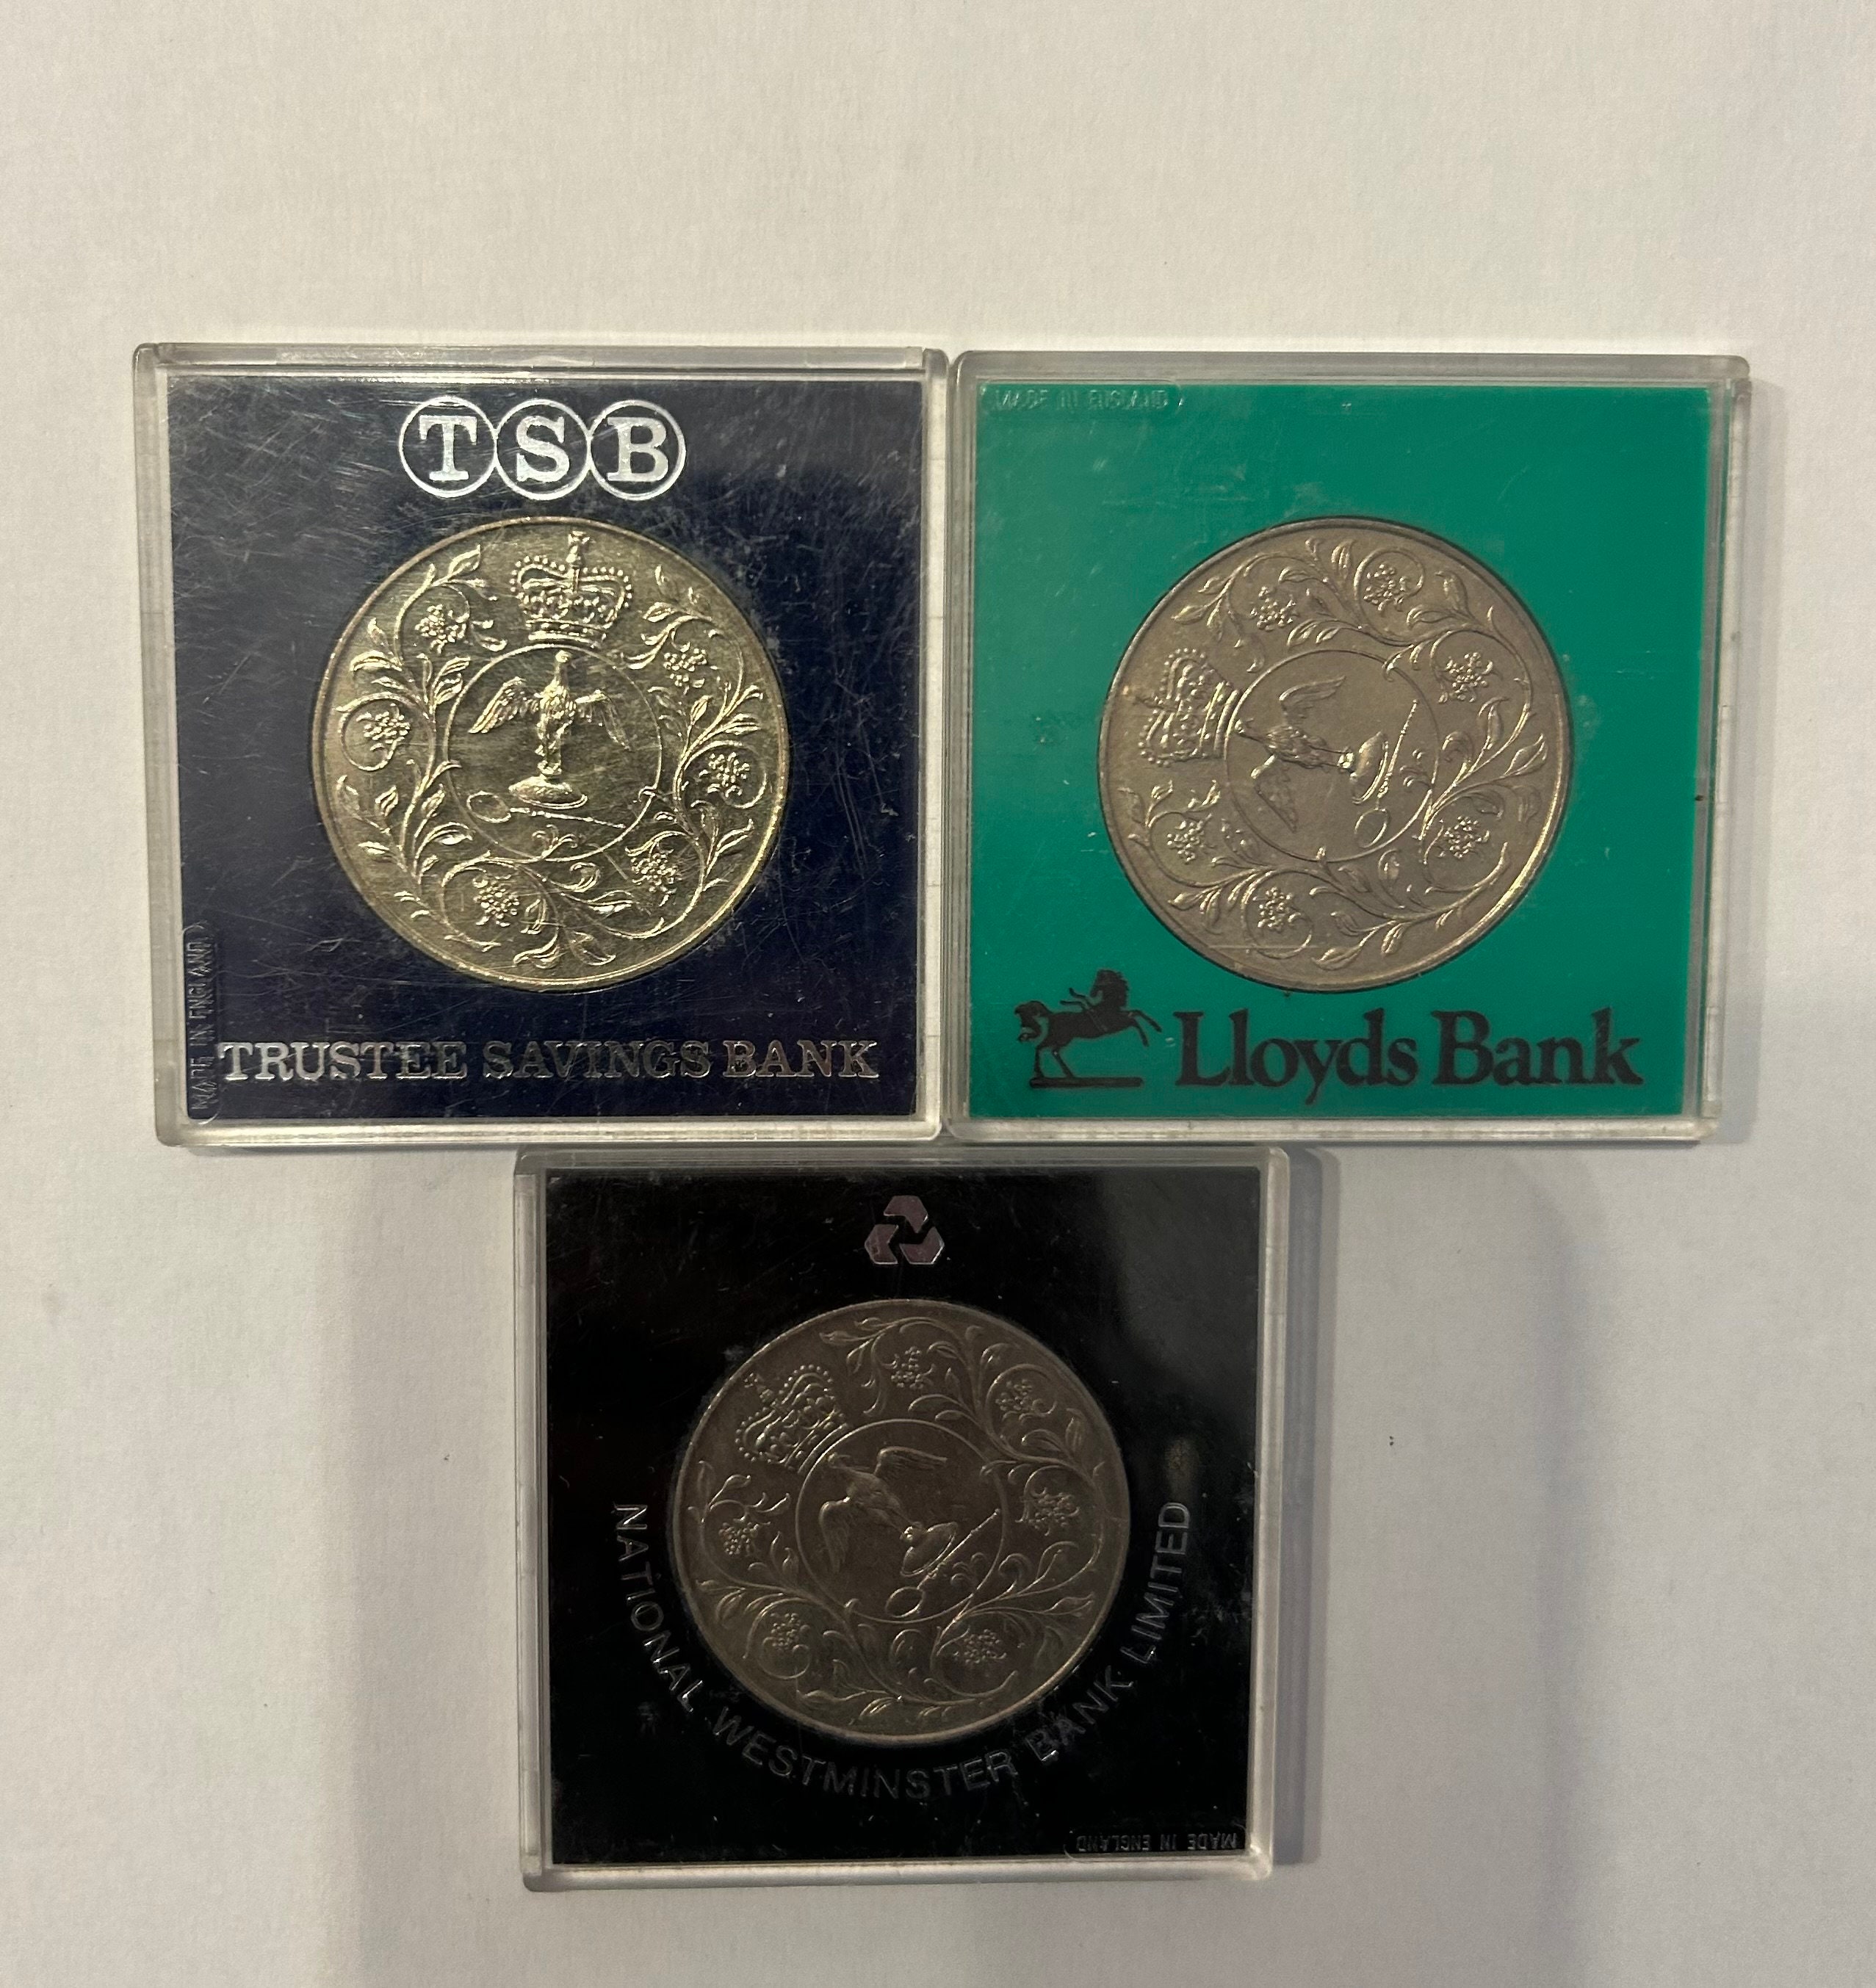 TSB
MADE IN ENGLAND
TRUSTEE SAVINGS BANK
MADE IN ENGLAND
Lloyds Bank
NATIONAL WESTMINSTER BANK LIMITED
MADE IN ENGLAND